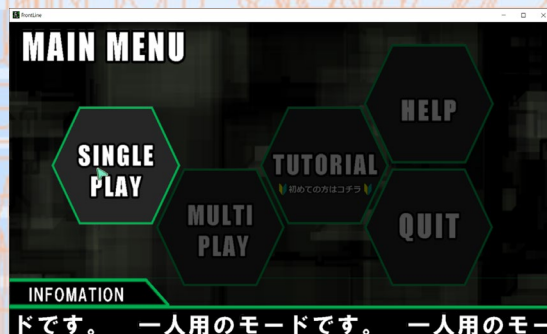 FrontLine
MAIN MENU
SINGLE
PLAY
MULTI
PLAY
TUTORIAL
初めての方はコチラ
HELP
QUIT
INFOMATION
ドです。 一人用のモードです。 一人用のモー